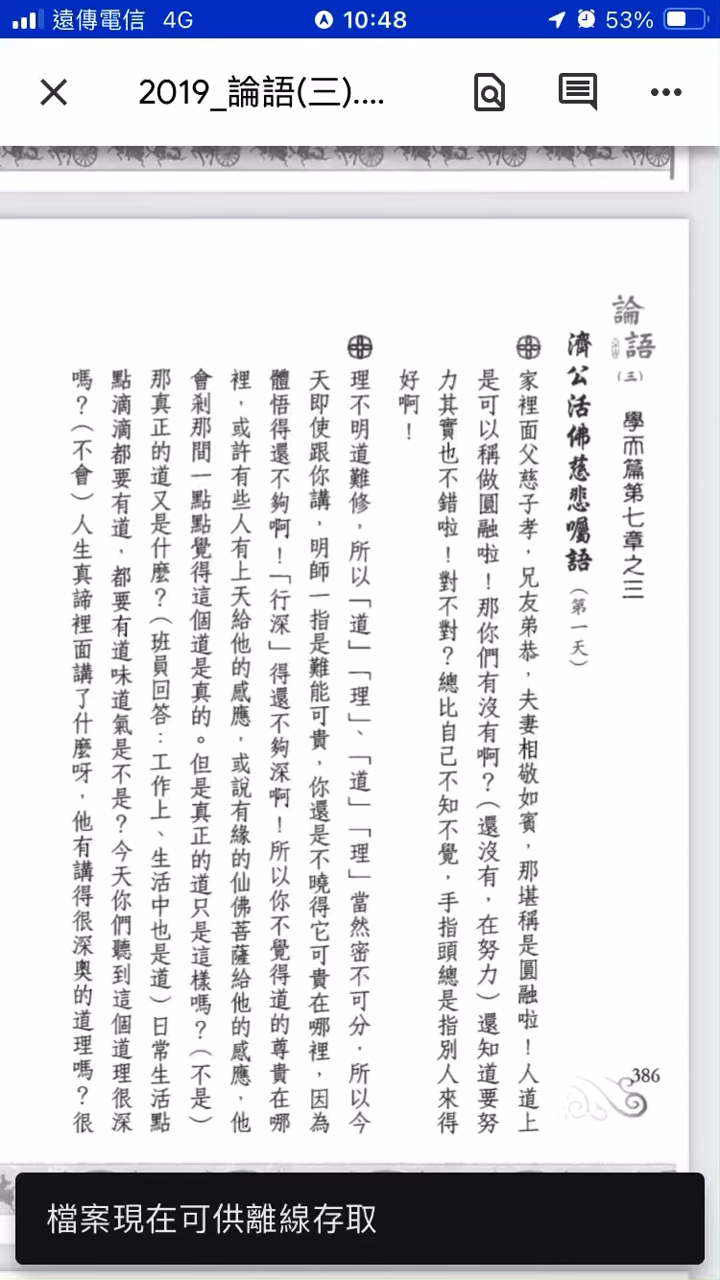 遠傳電信 4G 10:48 53%
2019_論語(三)....
論語
(三)
學而篇第七章之三
濟公活佛慈悲囑語（第一天）
家裡面父慈子孝，兄友弟恭，夫妻相敬如賓，那堪稱是圓融啦！人道上
是可以稱做圓融啦！那你們有沒有啊？（還沒有，在努力）還知道要努
力其實也不錯啦！對不對？總比自己不知不覺，手指頭總是指別人來得
好啊！
理不明道難修，所以「道」「理」、「道」「理」當然密不可分，所以今
天即使跟你講，明師一指是難能可貴，你還是不曉得它可貴在哪裡，因為
體悟得還不夠啊！「行深」得還不夠深啊！所以你不覺得道的尊貴在哪
裡，或許有些人有上天給他的感應，或說有緣的仙佛菩薩給他的感應，他
會剎那間一點點覺得這個道是真的。但是真正的道只是這樣嗎？（不是）
那真正的道又是什麼？（班員回答：工作上、生活中也是道）日常生活點
點滴滴都要有道，都要有道味道氣是不是？今天你們聽到這個道理很深
嗎？（不會）人生真諦裡面講了什麼呀，他有講得很深奧的道理嗎？很
386
檔案現在可供離線存取